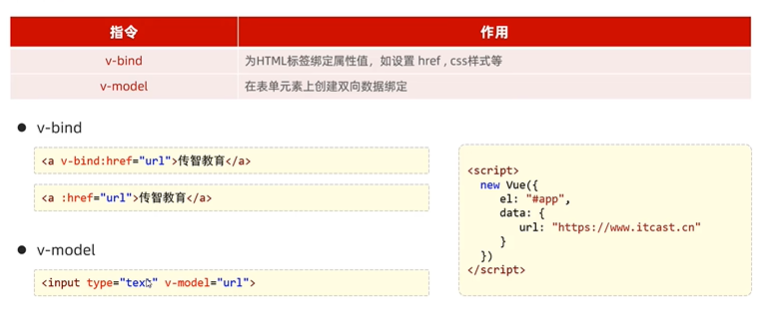 指令 作用
v-bind 为HTML标签绑定属性值，如设置 href , css样式等
v-model 在表单元素上创建双向数据绑定
● v-bind
<a v-bind:href="url">传智教育</a>
<a :href="url">传智教育</a>
● v-model
<input type="text" v-model="url">
<script>
new Vue({
el: "#app",
data: {
url: "https://www.itcast.cn"
}
})
</script>